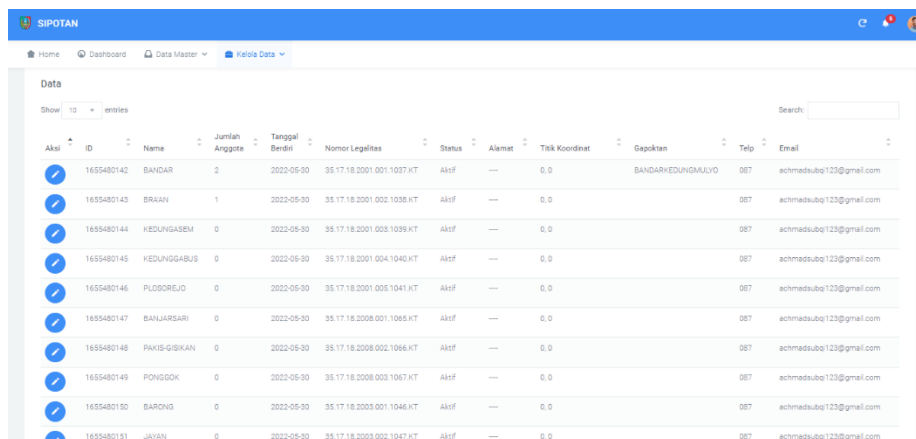 SIPOTAN
6
Home Dashboard Data Master Kelola Data
Data
Show 10 entries Search:
Aksi ID Nama Jumlah Anggota Tanggal Berdiri Nomor Legalitas Status Alamat Titik Koordinat Gapoktan Telp Email
1655480142 BANDAR 2 2022-05-30 35.17.18.2001.001.1037.KT Aktif ---- 0, 0 BANDARKEDUNGMULYO 087 achmadsubqi123@gmail.com
1655480143 BRA'AN 1 2022-05-30 35.17.18.2001.002.1038.KT Aktif ---- 0, 0 087 achmadsubqi123@gmail.com
1655480144 KEDUNGASEM 0 2022-05-30 35.17.18.2001.003.1039.KT Aktif ---- 0, 0 087 achmadsubqi123@gmail.com
1655480145 KEDUNGGABUS 0 2022-05-30 35.17.18.2001.004.1040.KT Aktif ---- 0, 0 087 achmadsubqi123@gmail.com
1655480146 PLOSOREJO 0 2022-05-30 35.17.18.2001.005.1041.KT Aktif ---- 0, 0 087 achmadsubqi123@gmail.com
1655480147 BANJARSARI 0 2022-05-30 35.17.18.2008.001.1065.KT Aktif ---- 0, 0 087 achmadsubqi123@gmail.com
1655480148 PAKIS-GISIKAN 0 2022-05-30 35.17.18.2008.002.1066.KT Aktif ---- 0, 0 087 achmadsubqi123@gmail.com
1655480149 PONGGOK 0 2022-05-30 35.17.18.2008.003.1067.KT Aktif ---- 0, 0 087 achmadsubqi123@gmail.com
1655480150 BARONG 0 2022-05-30 35.17.18.2003.001.1046.KT Aktif ---- 0, 0 087 achmadsubqi123@gmail.com
1655480151 JAYAN 0 2022-05-30 35.17.18.2003.002.1047.KT Aktif ---- 0, 0 087 achmadsubqi123@gmail.com